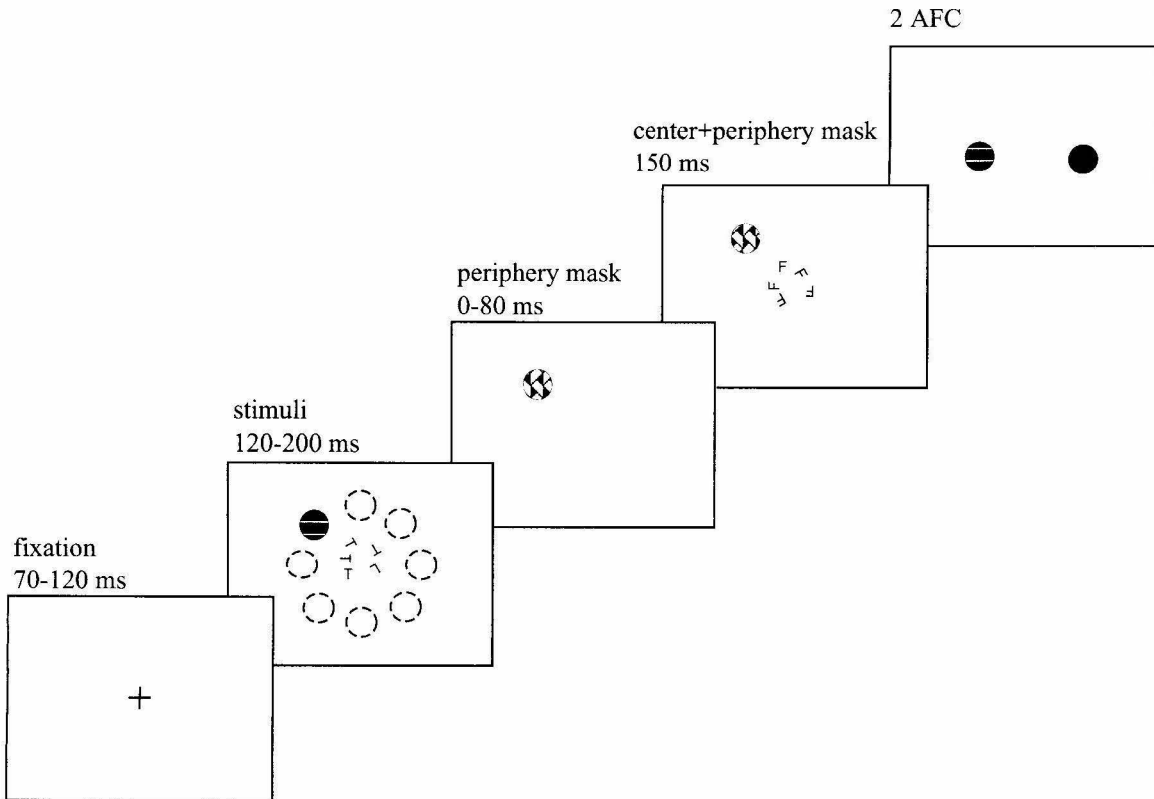 2 AFC
center+periphery mask
150 ms
F F
F F
F
periphery mask
0-80 ms
stimuli
120-200 ms
T T
T
T L
fixation
70-120 ms